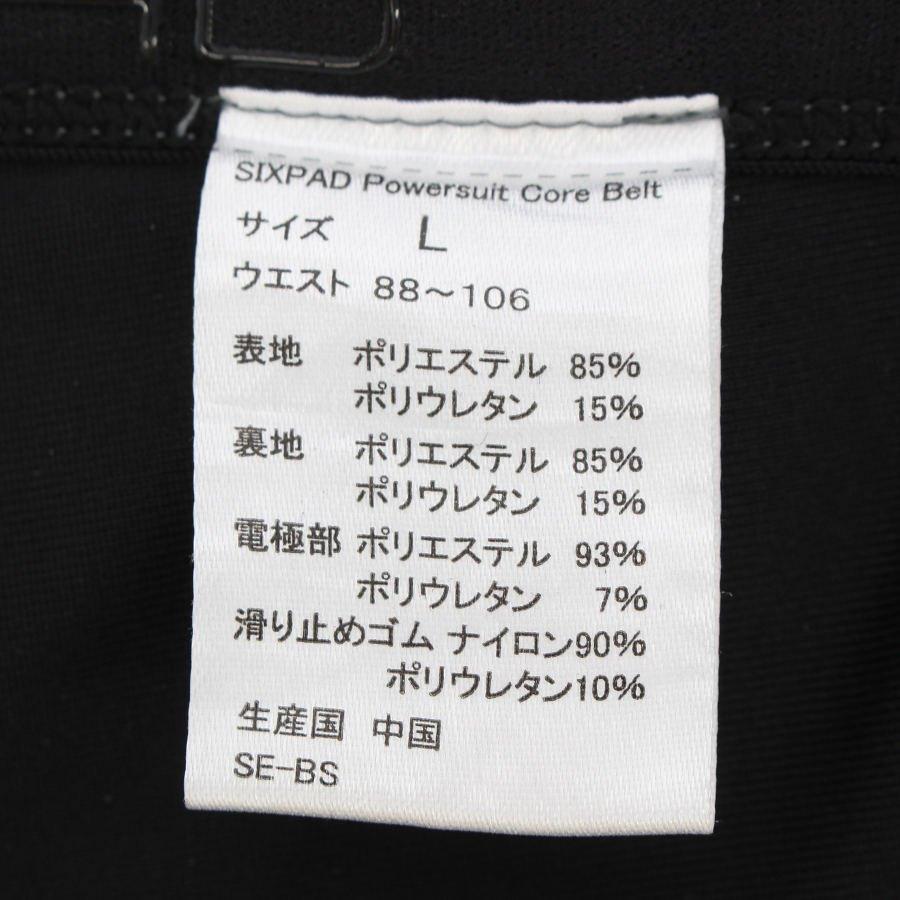 SIXPAD Powersuit Core Belt
サイズ L
ウエスト 88～106
表地 ポリエステル 85%
ポリウレタン 15%
裏地 ポリエステル 85%
ポリウレタン 15%
電極部 ポリエステル 93%
ポリウレタン 7%
滑り止めゴム ナイロン90%
ポリウレタン10%
生産国 中国
SE-BS